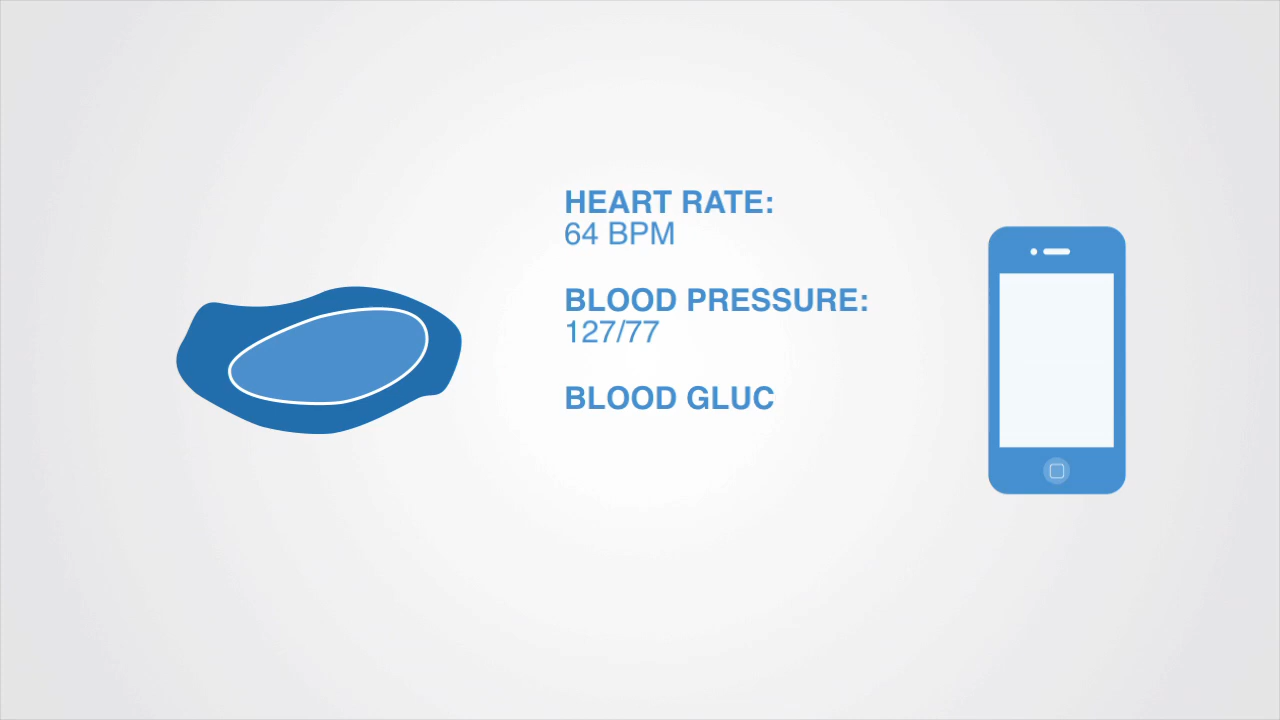 HEART RATE:
64 BPM
BLOOD PRESSURE:
127/77
BLOOD GLUC